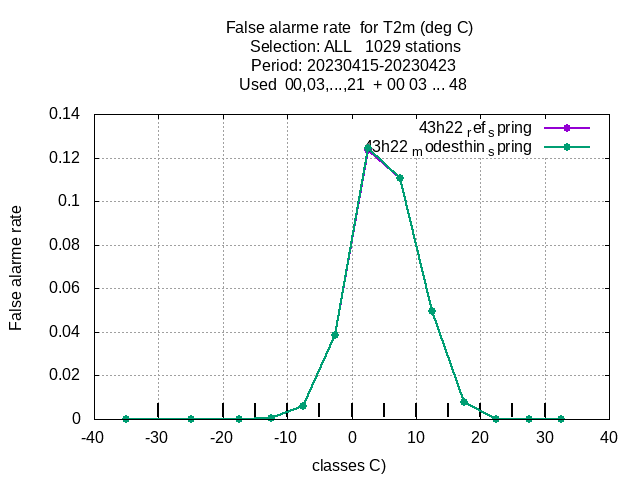 False alarme rate  for T2m (deg C)
Selection: ALL   1029 stations
Period: 20230415-20230423
Used  00,03,...,21  + 00 03 ... 48
43h22 ref spring
43h22 modesthin spring
0.14
0.12
0.1
0.08
0.06
0.04
0.02
0
False alarme rate
-40 -30 -20 -10 0 10 20 30 40
classes C)